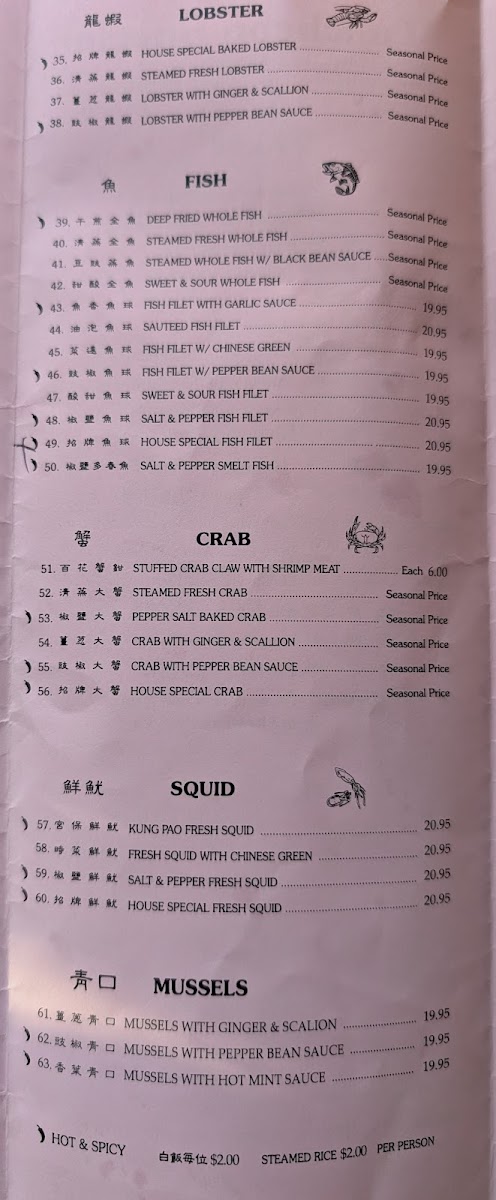 龍蝦 LOBSTER
35. 招牌龍蝦 HOUSE SPECIAL BAKED LOBSTER Seasonal Price
36. 清蒸龍蝦 STEAMED FRESH LOBSTER Seasonal Price
37. 薑葱龍蝦 LOBSTER WITH GINGER & SCALLION Seasonal Price
38. 豉椒龍蝦 LOBSTER WITH PEPPER BEAN SAUCE Seasonal Price
魚 FISH
39. 干煎全魚 DEEP FRIED WHOLE FISH Seasonal Price
40. 清蒸全魚 STEAMED FRESH WHOLE FISH Seasonal Price
41. 豆豉蒸魚 STEAMED WHOLE FISH W/ BLACK BEAN SAUCE Seasonal Price
42. 甜酸全魚 SWEET & SOUR WHOLE FISH Seasonal Price
43. 魚香魚球 FISH FILET WITH GARLIC SAUCE 19.95
44. 油泡魚球 SAUTEED FISH FILET 20.95
45. 菜遠魚球 FISH FILET W/ CHINESE GREEN 19.95
46. 豉椒魚球 FISH FILET W/ PEPPER BEAN SAUCE 19.95
47. 酸甜魚球 SWEET & SOUR FISH FILET 19.95
48. 椒鹽魚球 SALT & PEPPER FISH FILET 20.95
49. 招牌魚球 HOUSE SPECIAL FISH FILET 20.95
50. 椒鹽多春魚 SALT & PEPPER SMELT FISH 19.95
蟹 CRAB
51. 百花蟹鉗 STUFFED CRAB CLAW WITH SHRIMP MEAT Each 6.00
52. 清蒸大蟹 STEAMED FRESH CRAB Seasonal Price
53. 椒鹽大蟹 PEPPER SALT BAKED CRAB Seasonal Price
54. 薑葱大蟹 CRAB WITH GINGER & SCALLION Seasonal Price
55. 豉椒大蟹 CRAB WITH PEPPER BEAN SAUCE Seasonal Price
56. 招牌大蟹 HOUSE SPECIAL CRAB Seasonal Price
鮮魷 SQUID
57. 宮保鮮魷 KUNG PAO FRESH SQUID 20.95
58. 時菜鮮魷 FRESH SQUID WITH CHINESE GREEN 20.95
59. 椒鹽鮮魷 SALT & PEPPER FRESH SQUID 20.95
60. 招牌鮮魷 HOUSE SPECIAL FRESH SQUID 20.95
青口 MUSSELS
61. 薑葱青口 MUSSELS WITH GINGER & SCALION 19.95
62. 豉椒青口 MUSSELS WITH PEPPER BEAN SAUCE 19.95
63. 香葉青口 MUSSELS WITH HOT MINT SAUCE 19.95
HOT & SPICY 白飯每位 $2.00 STEAMED RICE $2.00 PER PERSON